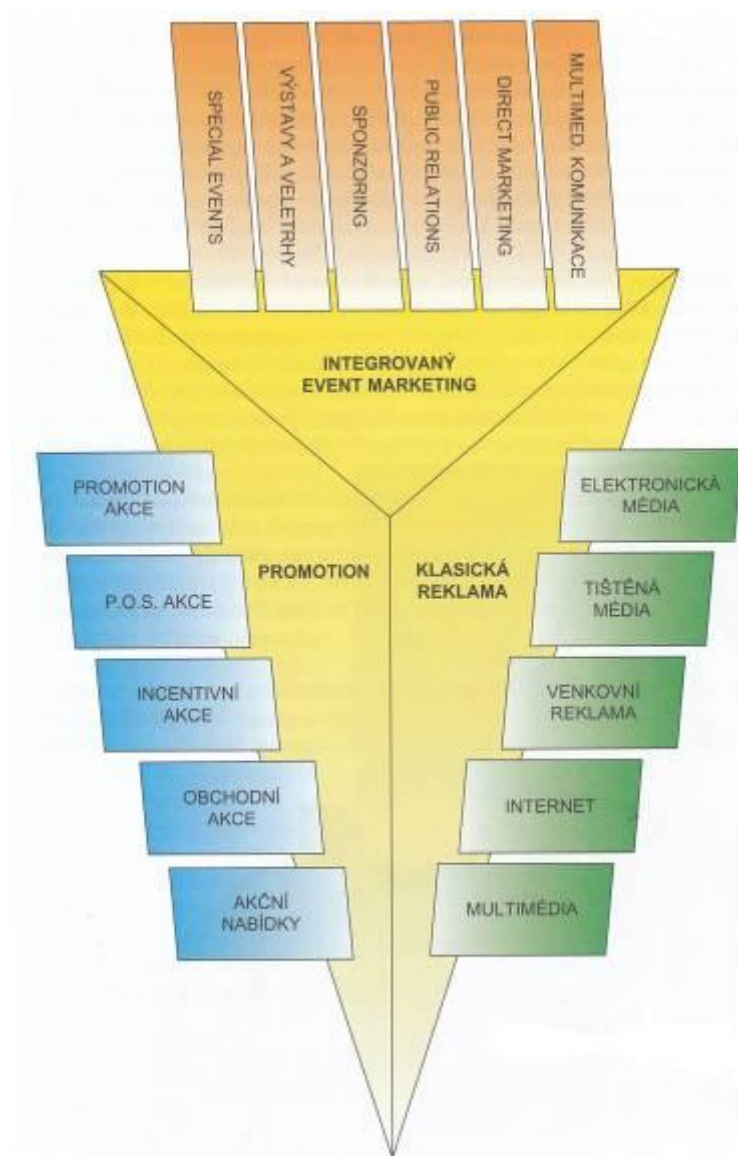 SPECIAL EVENTS
VÝSTAVY A VELETRHY
SPONZORING
PUBLIC RELATIONS
DIRECT MARKETING
MULTIMED. KOMUNIKACE
INTEGROVANÝ
EVENT MARKETING
PROMOTION
AKCE
P.O.S. AKCE
INCENTIVNÍ
AKCE
OBCHODNÍ
AKCE
AKČNÍ
NABÍDKY
PROMOTION
KLASICKÁ
REKLAMA
ELEKTRONICKÁ
MÉDIA
TIŠTĚNÁ
MÉDIA
VENKOVNÍ
REKLAMA
INTERNET
MULTIMÉDIA